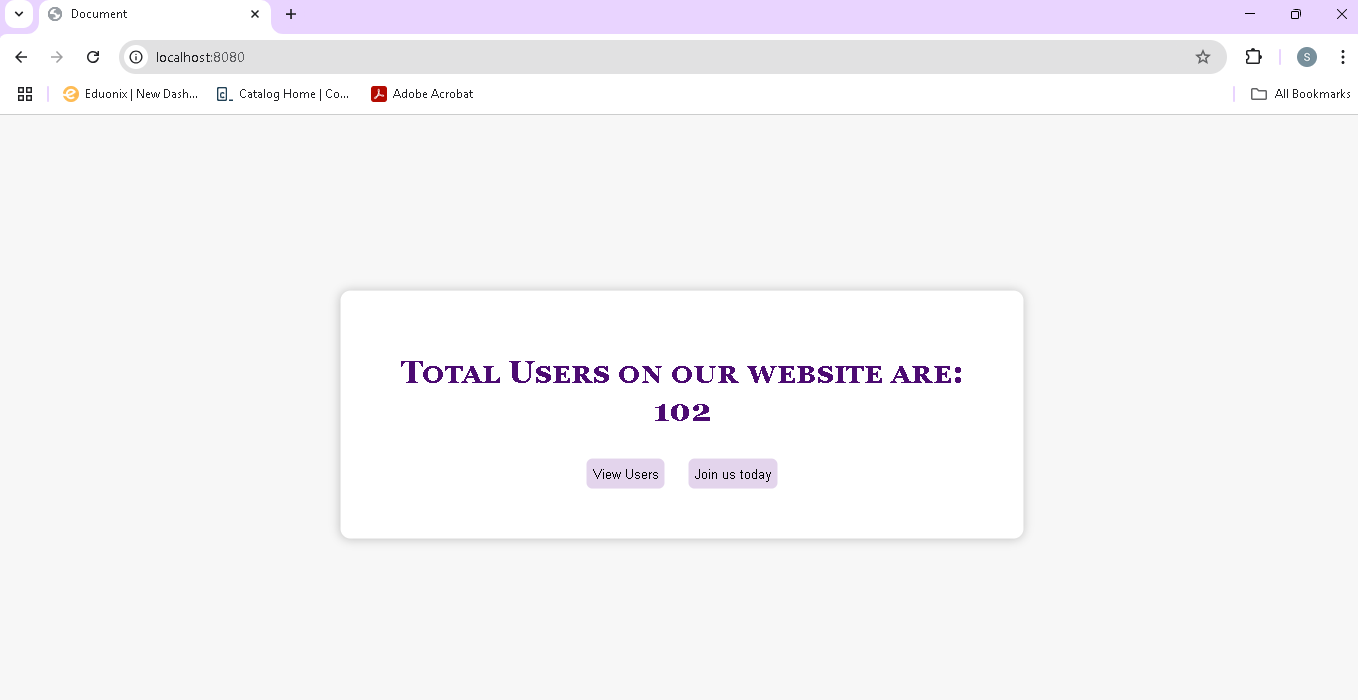 Document
localhost:8080
Eduonix | New Dash...
Catalog Home | Co...
Adobe Acrobat
All Bookmarks
S
Total Users on our website are:
102
View Users
Join us today